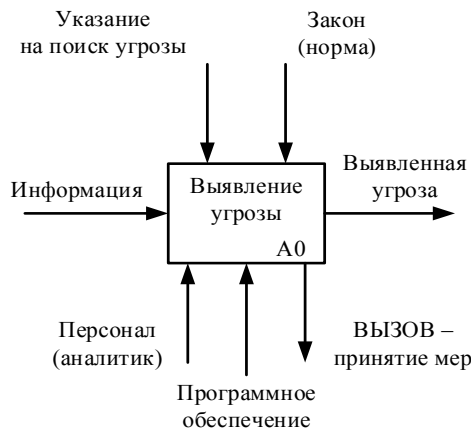 Указание
на поиск угрозы
Закон
(норма)
Информация
Выявление
угрозы
A0
Выявленная
угроза
Персонал
(аналитик)
Программное
обеспечение
ВЫЗОВ –
принятие мер